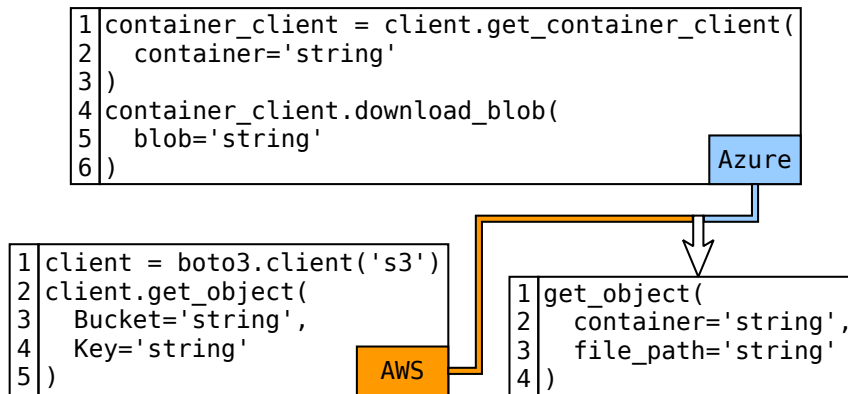 1 container_client = client.get_container_client(
2   container='string'
3 )
4 container_client.download_blob(
5   blob='string'
6 )
Azure
1 client = boto3.client('s3')
2 client.get_object(
3   Bucket='string',
4   Key='string'
5 )
AWS
1 get_object(
2   container='string',
3   file_path='string'
4 )